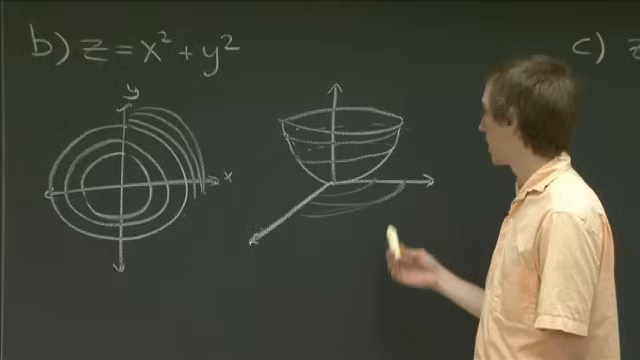 b) z = x² + y²
c) z
y
x